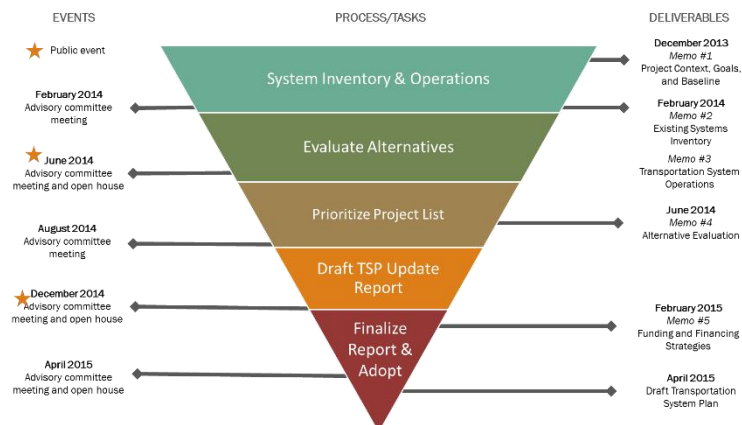 EVENTS
PROCESS/TASKS
DELIVERABLES
Public event
February 2014
Advisory committee
meeting
June 2014
Advisory committee
meeting and open house
August 2014
Advisory committee
meeting
December 2014
Advisory committee
meeting and open house
April 2015
Advisory committee
meeting and open house
System Inventory & Operations
Evaluate Alternatives
Prioritize Project List
Draft TSP Update
Report
Finalize
Report &
Adopt
December 2013
Memo #1
Project Context, Goals,
and Baseline
February 2014
Memo #2
Existing Systems
Inventory
Memo #3
Transportation System
Operations
June 2014
Memo #4
Alternative Evaluation
February 2015
Memo #5
Funding and Financing
Strategies
April 2015
Draft Transportation
System Plan